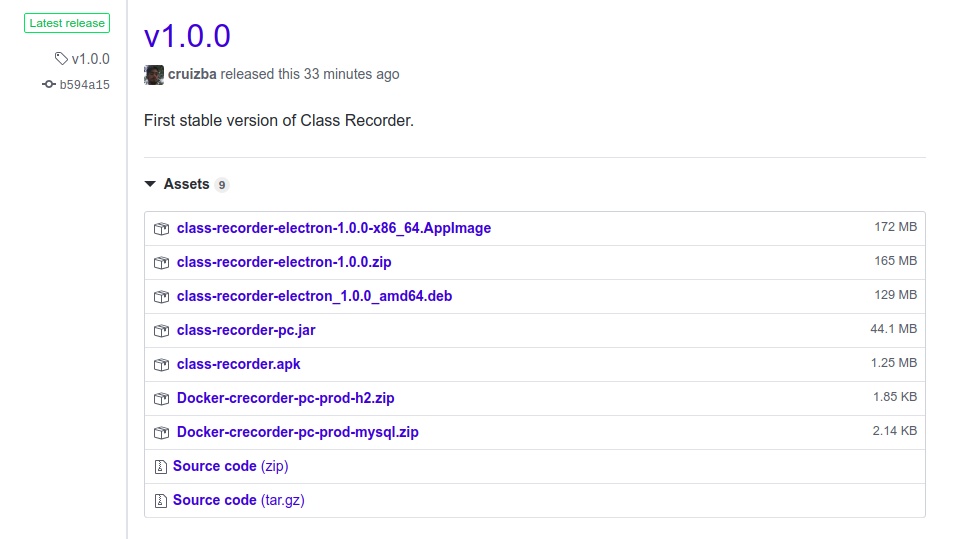 Latest release
v1.0.0
b594a15
v1.0.0
cruizba released this 33 minutes ago
First stable version of Class Recorder.
Assets 9
class-recorder-electron-1.0.0-x86_64.AppImage 172 MB
class-recorder-electron-1.0.0.zip 165 MB
class-recorder-electron_1.0.0_amd64.deb 129 MB
class-recorder-pc.jar 44.1 MB
class-recorder.apk 1.25 MB
Docker-crecorder-pc-prod-h2.zip 1.85 KB
Docker-crecorder-pc-prod-mysql.zip 2.14 KB
Source code (zip)
Source code (tar.gz)